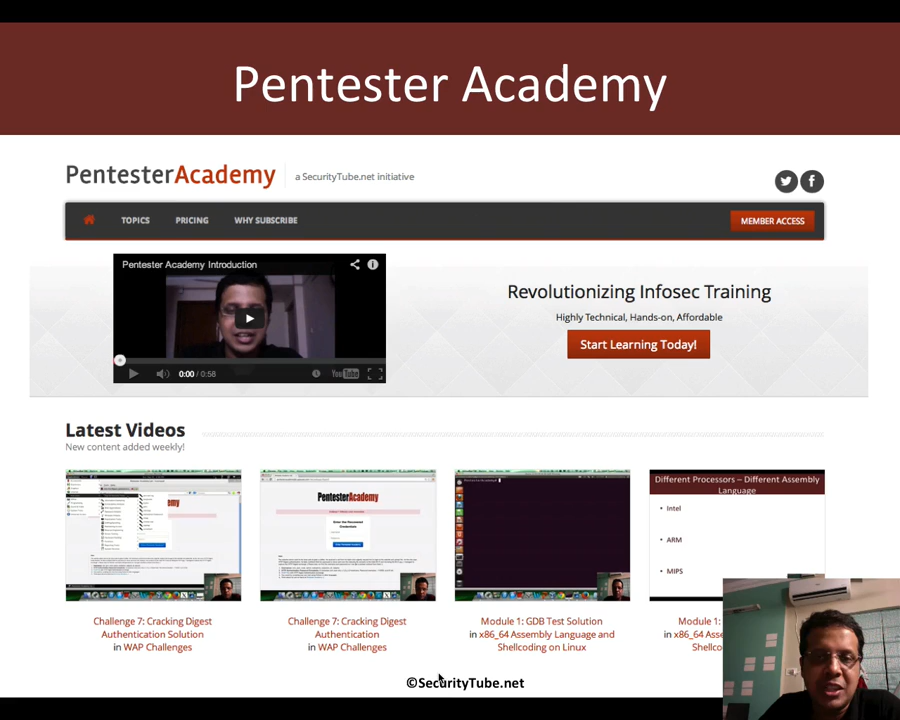 Pentester Academy
PentesterAcademy
a SecurityTube.net initiative
TOPICS
PRICING
WHY SUBSCRIBE
MEMBER ACCESS
Pentester Academy Introduction
0:00 / 0:58
YouTube
Revolutionizing Infosec Training
Highly Technical, Hands-on, Affordable
Start Learning Today!
Latest Videos
New content added weekly!
PentesterAcademy
Different Processors – Different Assembly
Language
• Intel
• ARM
• MIPS
Challenge 7: Cracking Digest
Authentication Solution
in WAP Challenges
Challenge 7: Cracking Digest
Authentication
in WAP Challenges
Module 1: GDB Test Solution
in x86_64 Assembly Language and
Shellcoding on Linux
Module 1:
in x86_64
©SecurityTube.net